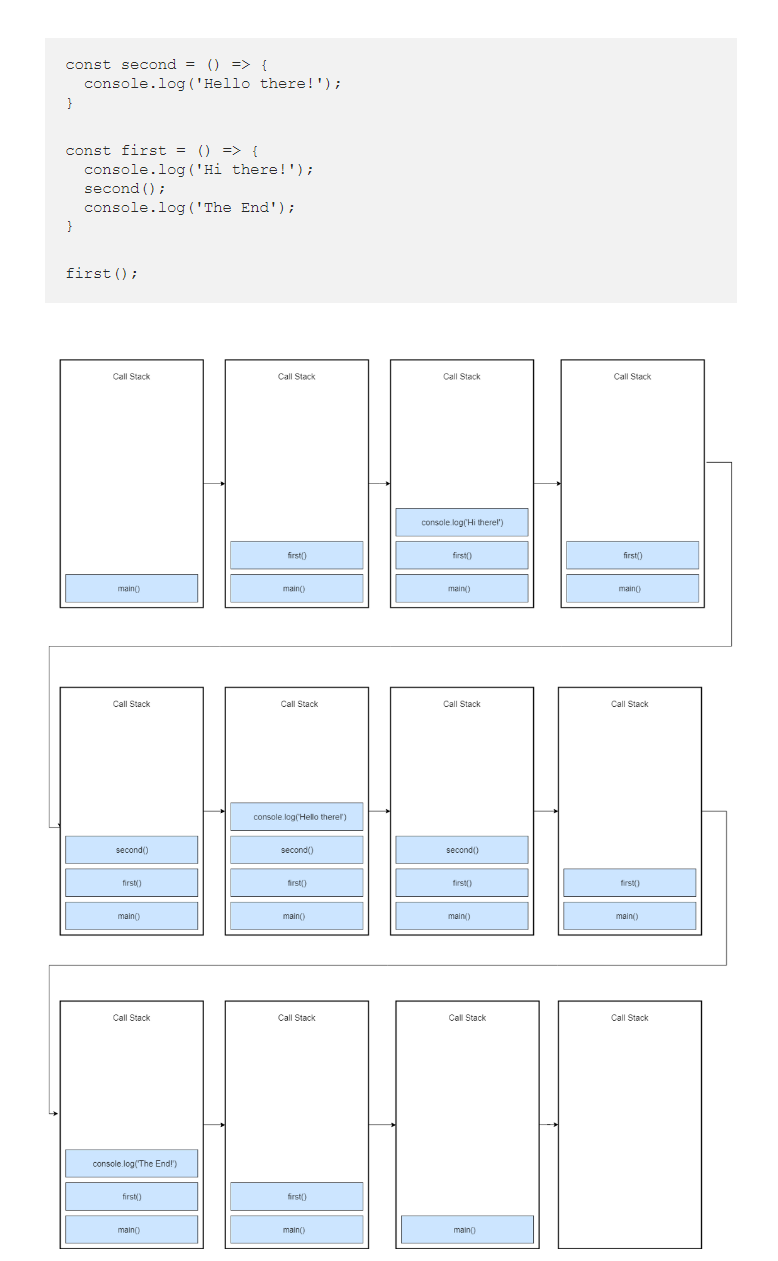 const second = () => {
  console.log('Hello there!');
}
const first = () => {
  console.log('Hi there!');
  second();
  console.log('The End');
}
first();
Call Stack
main()
Call Stack
first()
main()
Call Stack
console.log('Hi there!')
first()
main()
Call Stack
first()
main()
Call Stack
second()
first()
main()
Call Stack
console.log('Hello there!')
second()
first()
main()
Call Stack
second()
first()
main()
Call Stack
first()
main()
Call Stack
console.log('The End!')
first()
main()
Call Stack
first()
main()
Call Stack
main()
Call Stack